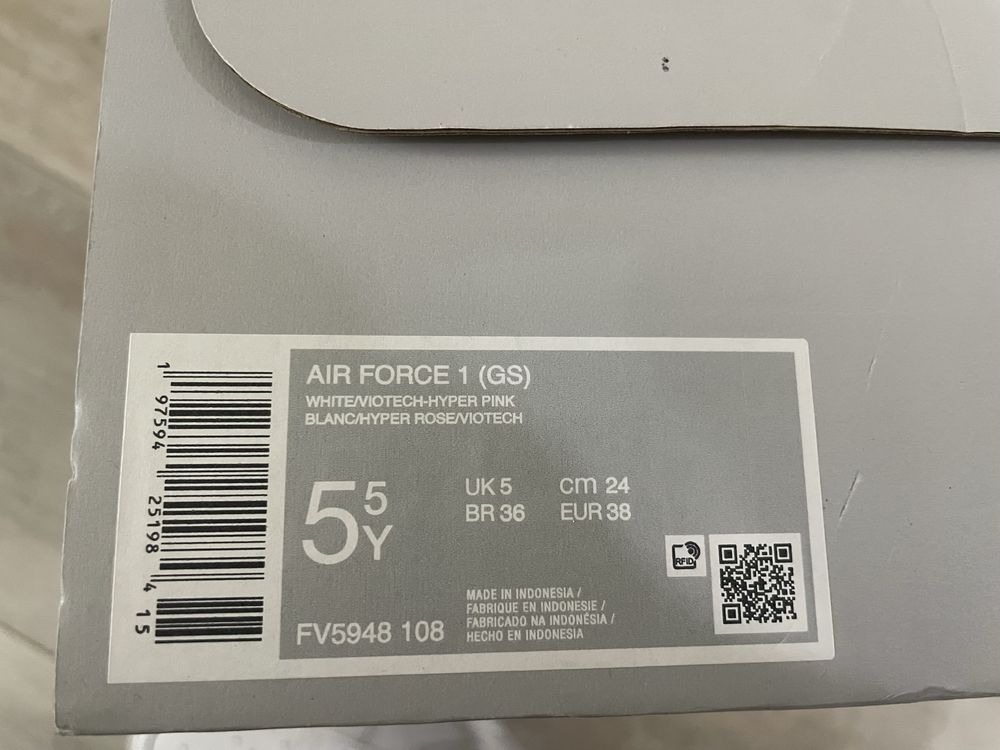 AIR FORCE 1 (GS)
WHITE/VIOTECH-HYPER PINK
BLANC/HYPER ROSE/VIOTECH
5 5 Y
UK 5 cm 24
BR 36 EUR 38
RFID
MADE IN INDONESIA /
FABRIQUE EN INDONESIE /
FABRICADO NA INDONÉSIA /
HECHO EN INDONESIA
FV5948 108
1 97594 25198 4 15